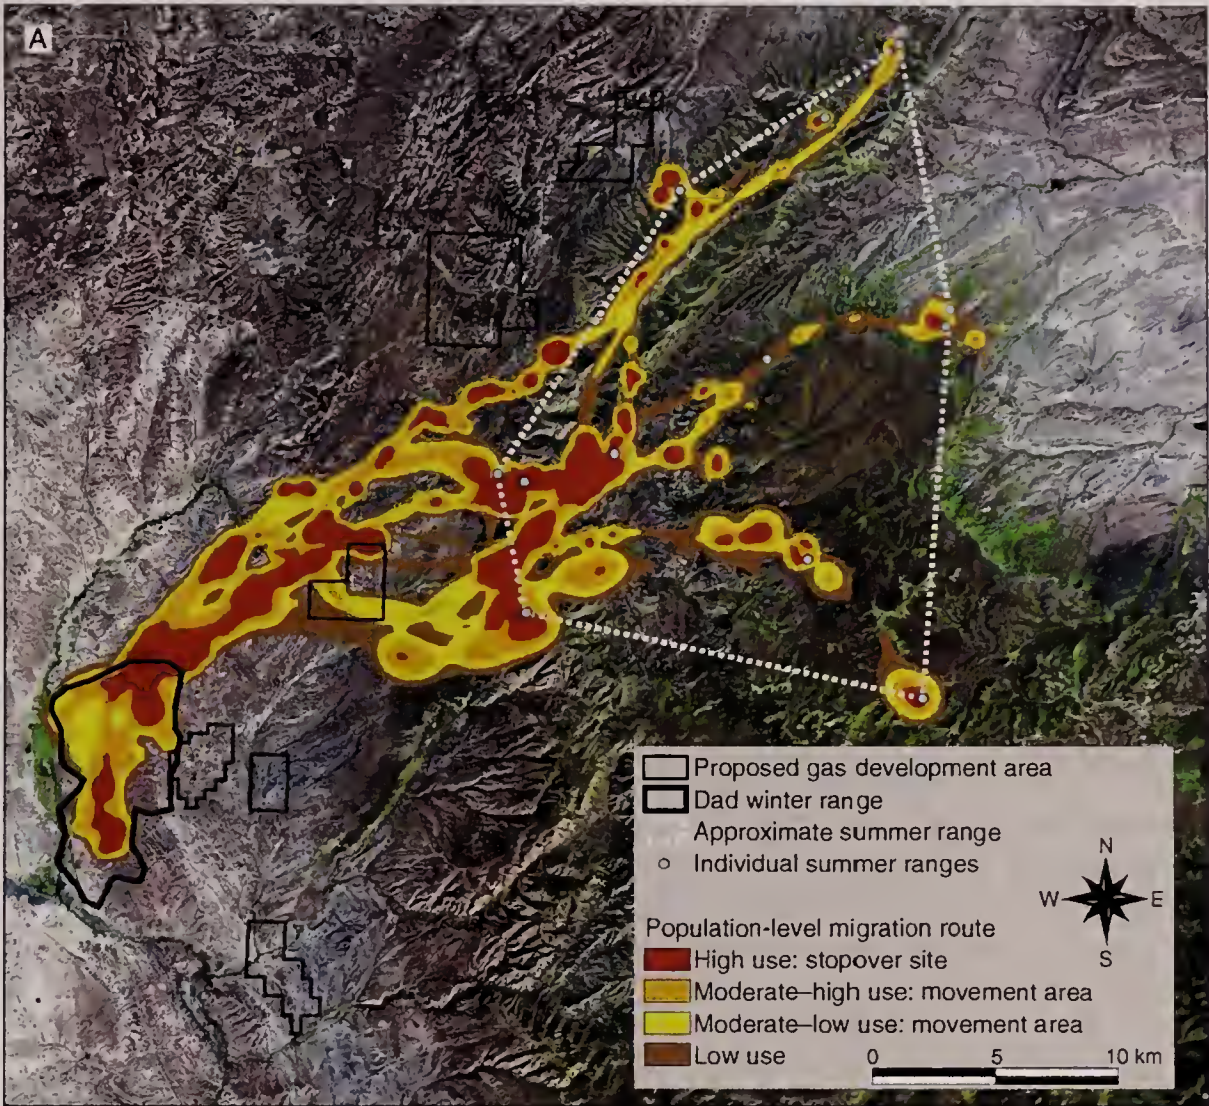 A
Proposed gas development area
Dad winter range
Approximate summer range
Individual summer ranges
Population-level migration route
High use: stopover site
Moderate–high use: movement area
Moderate–low use: movement area
Low use
N
W E
S
0 5 10 km